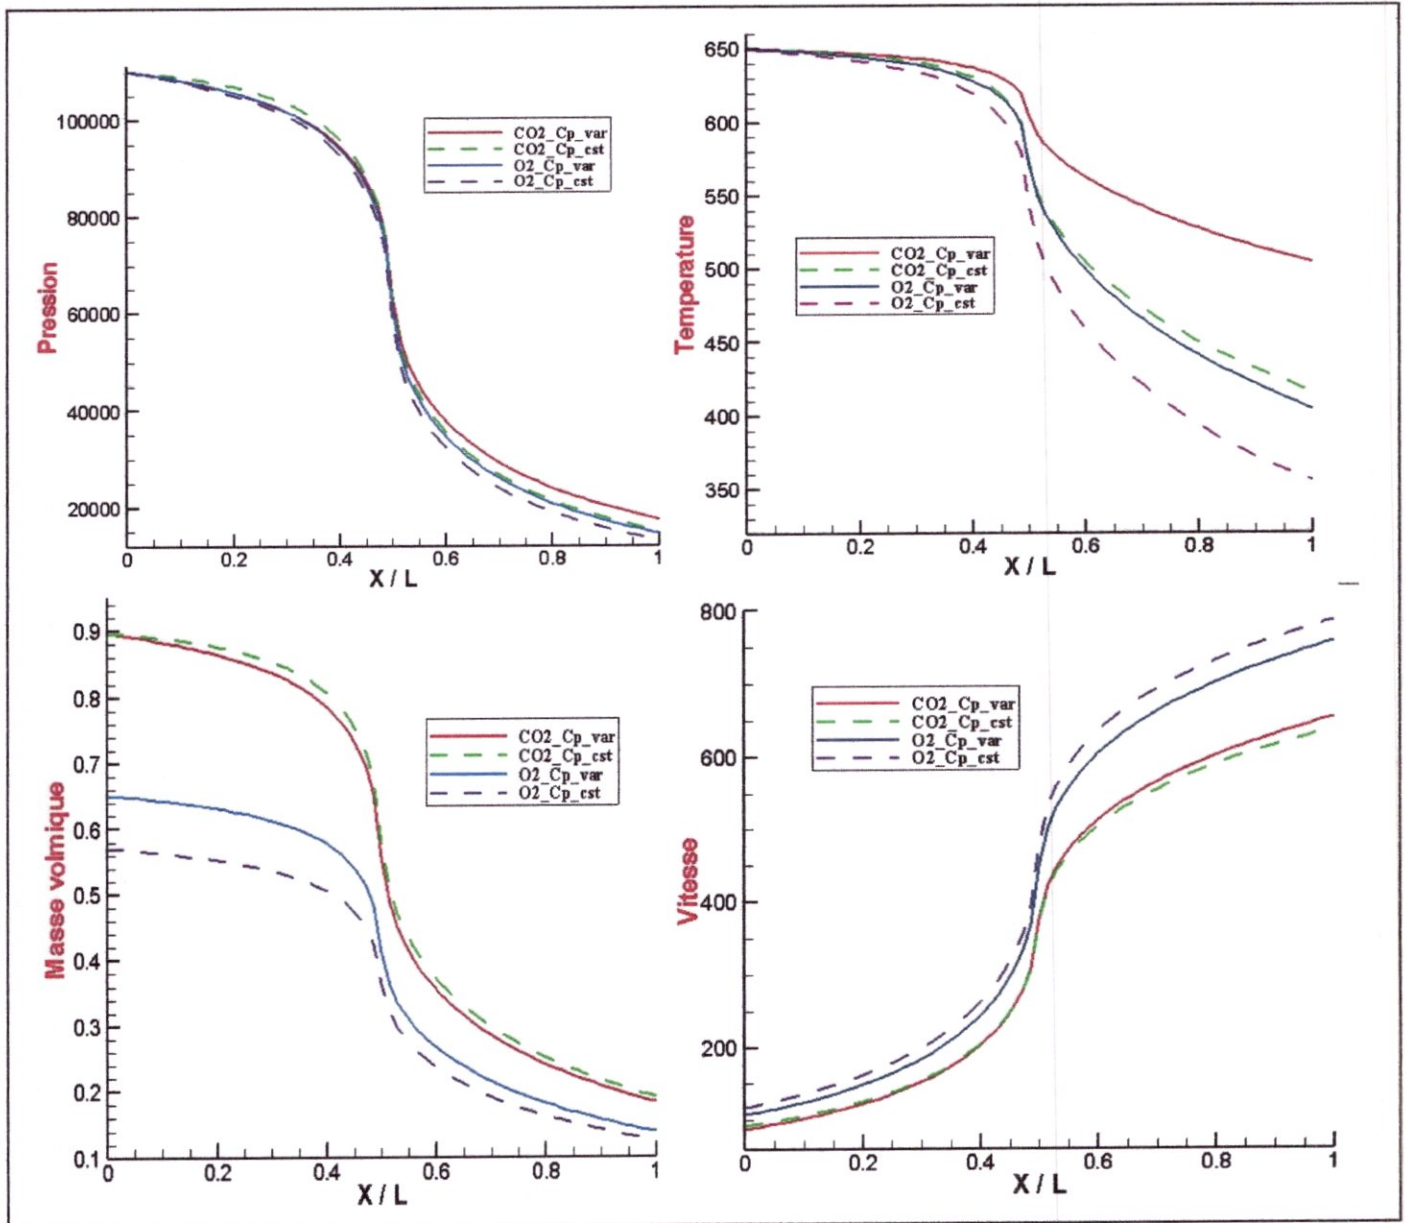 Pression
100000
80000
60000
40000
20000
0
0.2
0.4
0.6
0.8
1
X / L
CO2_Cp_var
CO2_Cp_cst
O2_Cp_var
O2_Cp_cst
Temperature
650
600
550
500
450
400
350
0
0.2
0.4
0.6
0.8
1
X / L
CO2_Cp_var
CO2_Cp_cst
O2_Cp_var
O2_Cp_cst
Masse volmique
0.9
0.8
0.7
0.6
0.5
0.4
0.3
0.2
0.1
0
0.2
0.4
0.6
0.8
1
X / L
CO2_Cp_var
CO2_Cp_cst
O2_Cp_var
O2_Cp_cst
Vitesse
800
600
400
200
0
0.2
0.4
0.6
0.8
1
X / L
CO2_Cp_var
CO2_Cp_cst
O2_Cp_var
O2_Cp_cst